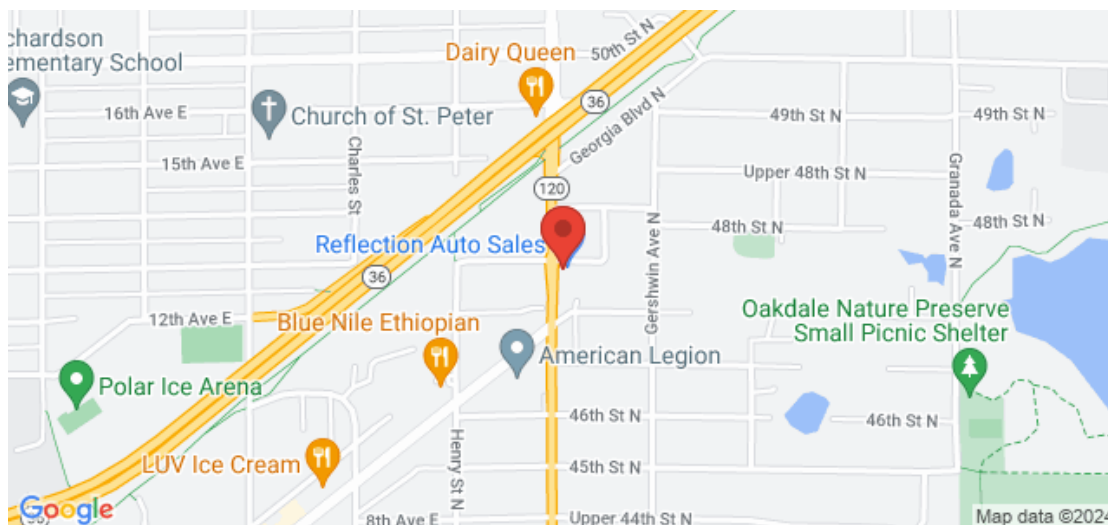 50th St N
Dairy Queen
chardson
ementary School
36
16th Ave E
Church of St. Peter
49th St N
49th St N
Georgia Blvd N
15th Ave E
Charles St
Upper 48th St N
Granada Ave N
120
48th St N
48th St N
Reflection Auto Sales
36
Gershwin Ave N
12th Ave E
Blue Nile Ethiopian
Oakdale Nature Preserve
Small Picnic Shelter
American Legion
Polar Ice Arena
46th St N
46th St N
Henry St N
LUV Ice Cream
45th St N
Google
8th Ave E
Upper 44th St N
Map data ©2024